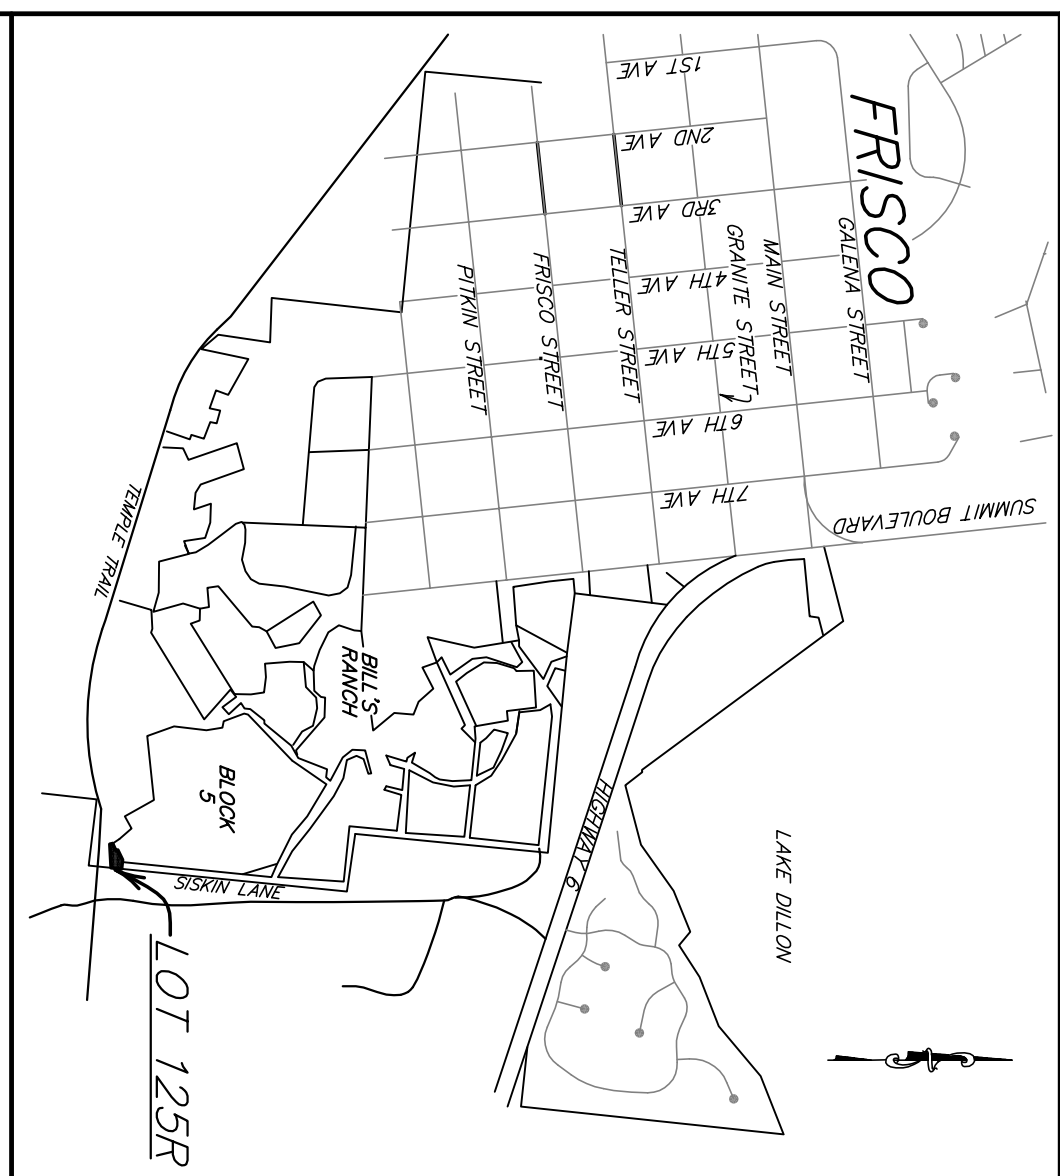 FRISCO
1ST AVE
2ND AVE
3RD AVE
4TH AVE
5TH AVE
6TH AVE
7TH AVE
GALENA STREET
MAIN STREET
GRANITE STREET
TELLER STREET
FRISCO STREET
PITKIN STREET
SUMMIT BOULEVARD
TEMPLE TRAIL
BILL'S
RANCH
BLOCK
5
HIGHWAY 6
LAKE DILLON
SISKIN LANE
LOT 125R